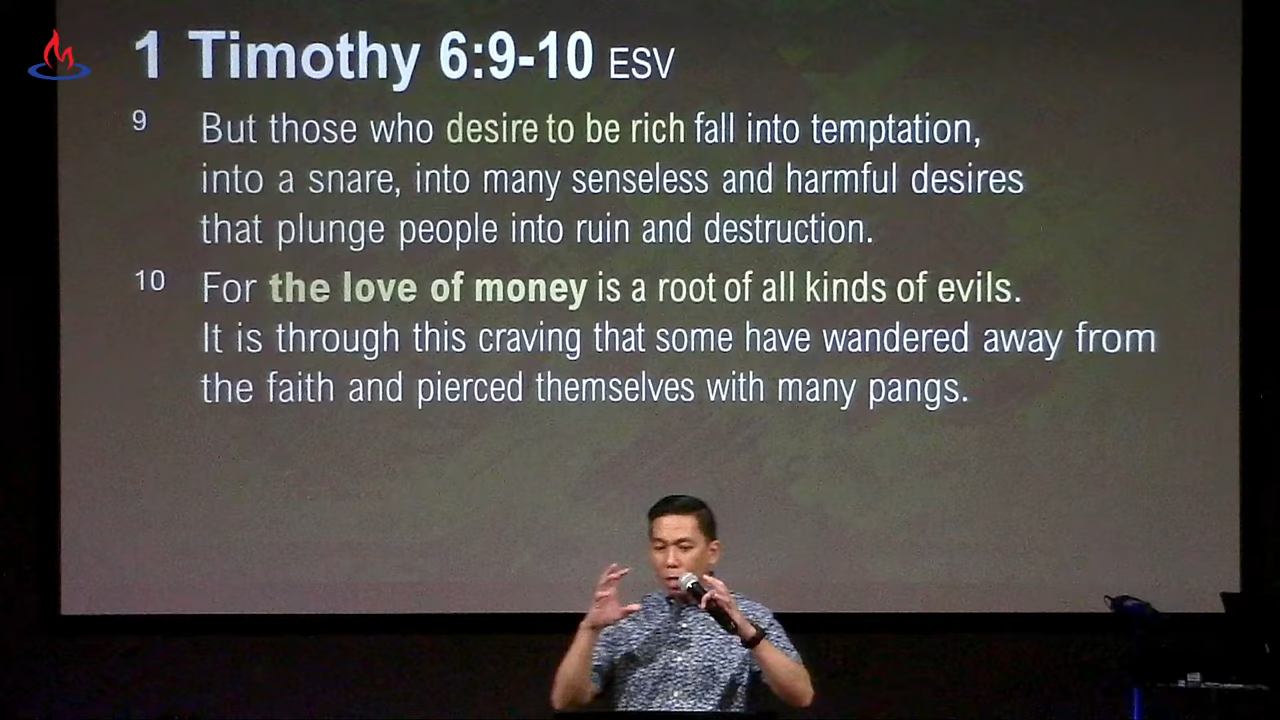 1 Timothy 6:9-10 ESV
9 But those who desire to be rich fall into temptation,
into a snare, into many senseless and harmful desires
that plunge people into ruin and destruction.
10 For the love of money is a root of all kinds of evils.
It is through this craving that some have wandered away from
the faith and pierced themselves with many pangs.